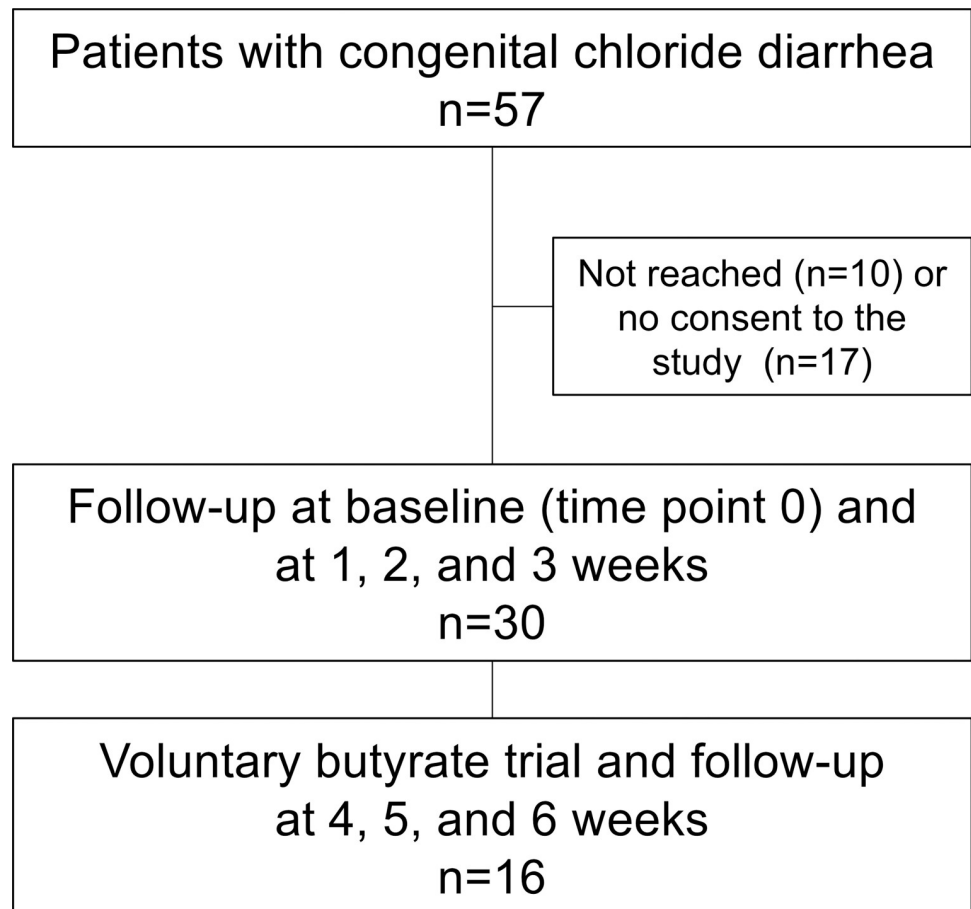 Patients with congenital chloride diarrhea
n=57
Not reached (n=10) or
no consent to the
study (n=17)
Follow-up at baseline (time point 0) and
at 1, 2, and 3 weeks
n=30
Voluntary butyrate trial and follow-up
at 4, 5, and 6 weeks
n=16